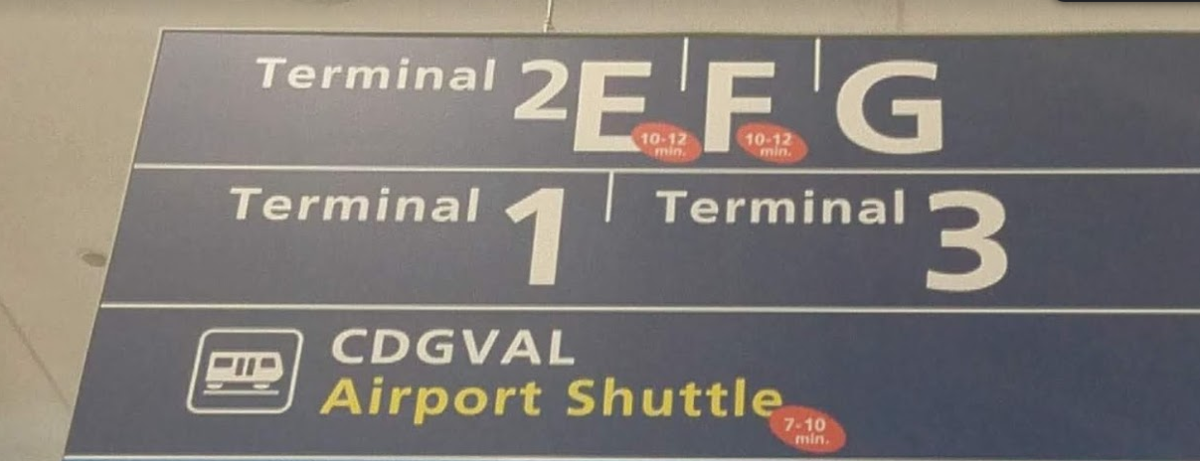 Terminal 2E | F | G
10-12 min. 10-12 min.
Terminal 1 | Terminal 3
CDGVAL
Airport Shuttle
7-10
min.